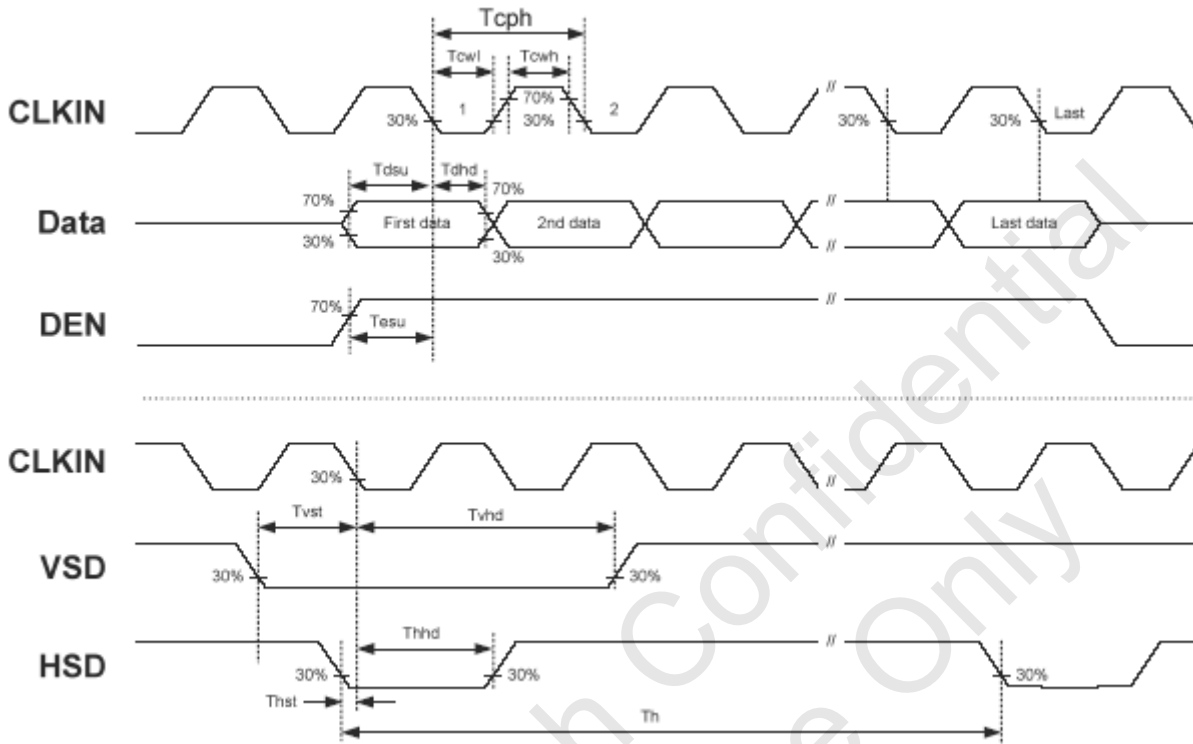 Tcph
Tcwl Tcwh
CLKIN 30% 1 70% 30% 2 // 30% 30% Last
Tdsu Tdhd
70% 70%
Data First data 2nd data // // Last data
30% 30%
DEN 70% //
Tesu
CLKIN 30% //
Tvst Tvhd
VSD 30% 30% //
Thhd
HSD 30% 30% // 30%
Thst
Th
h Confidential
e Only